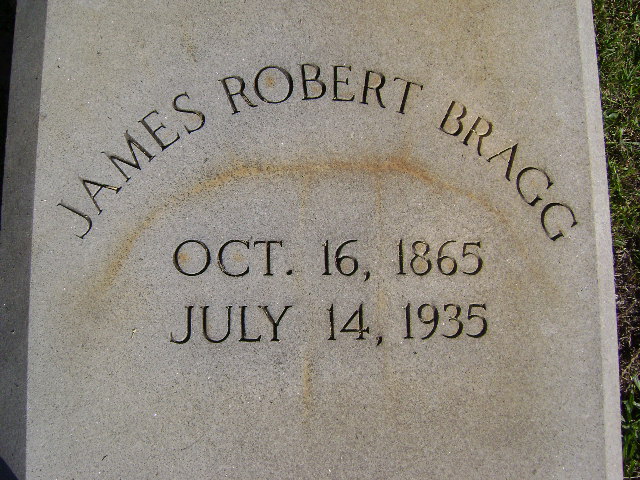 JAMES ROBERT BRAGG
OCT. 16, 1865
JULY 14, 1935